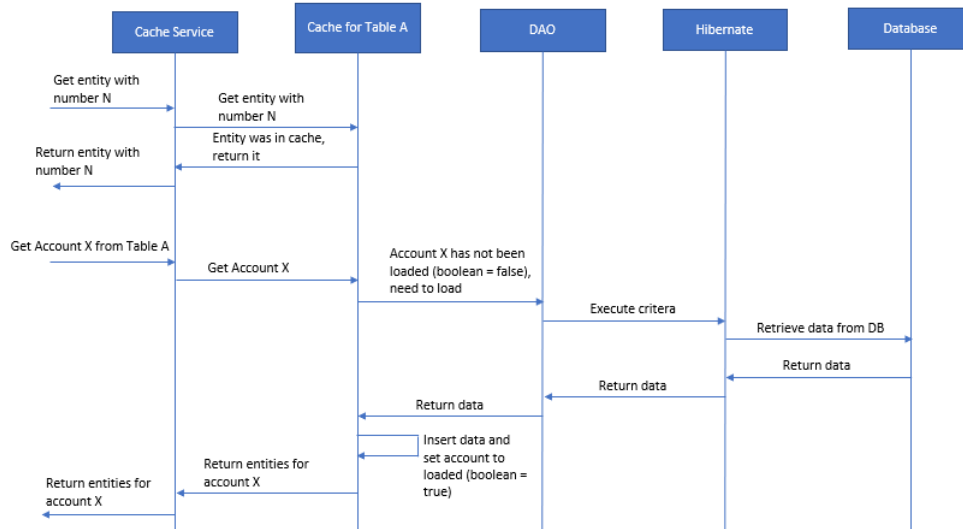 Cache Service
Cache for Table A
DAO
Hibernate
Database
Get entity with
number N
Get entity with
number N
Entity was in cache,
return it
Return entity with
number N
Get Account X from Table A
Get Account X
Account X has not been
loaded (boolean = false),
need to load
Execute critera
Retrieve data from DB
Return data
Return data
Return data
Insert data and
set account to
loaded (boolean =
true)
Return entities for
account X
Return entities for
account X